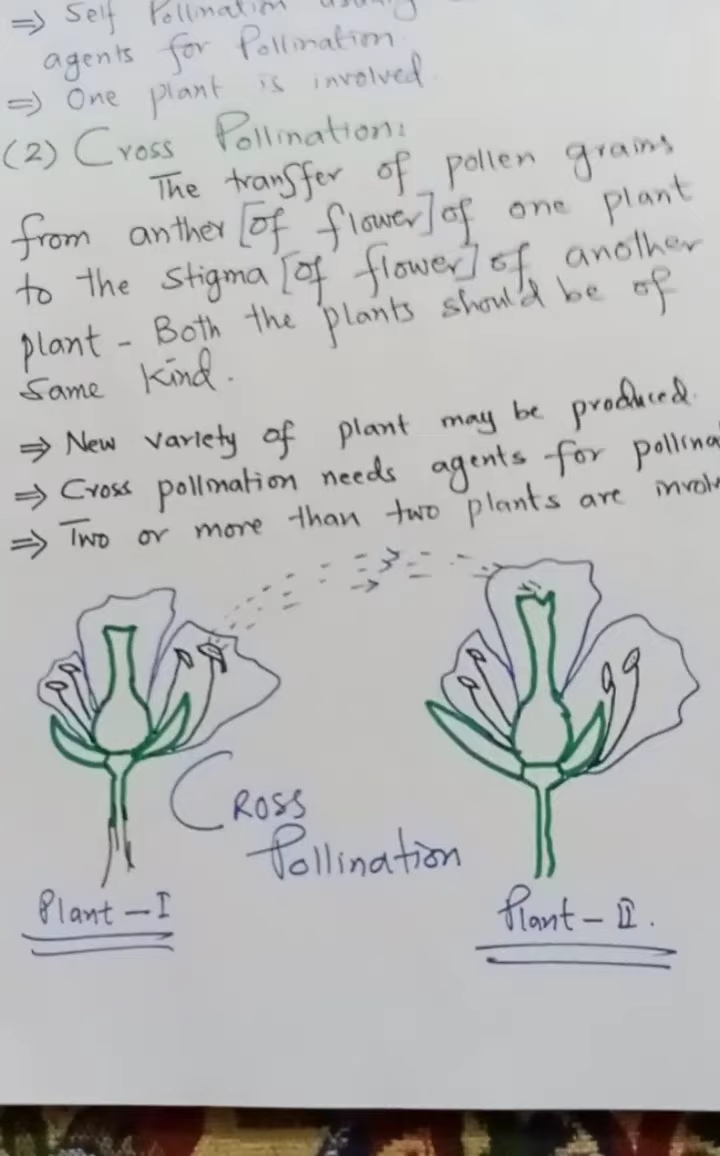 ⇒ Self Pollination
agents for Pollination
⇒ One plant is involved.
(2) Cross Pollination:
The transfer of pollen grains
from anther [of flower] of one plant
to the stigma [of flower] of another
plant - Both the plants should be of
same kind.
⇒ New variety of plant may be produced.
⇒ Cross pollination needs agents for pollina
⇒ Two or more than two plants are involv
CROSS
Pollination
Plant - I
Plant - II.